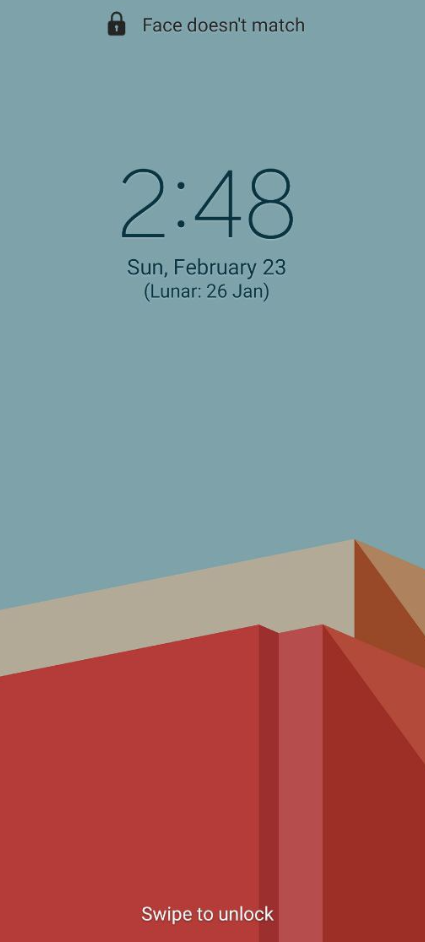 Face doesn't match
2:48
Sun, February 23
(Lunar: 26 Jan)
Swipe to unlock